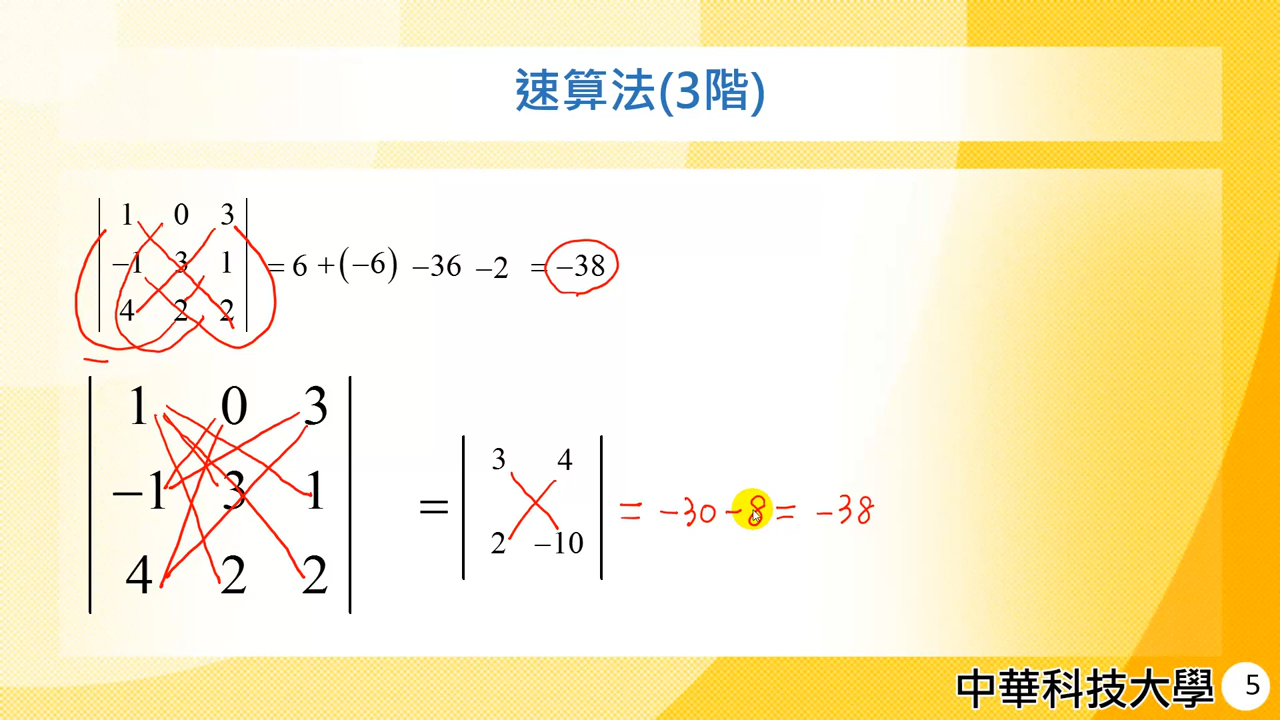 速算法(3階)
| 1 0 3 |
| -1 3 1 | = 6 +(-6) -36 -2 = -38
| 4 2 2 |
| 1 0 3 |
| -1 3 1 |
| 4 2 2 |
=
| 3 4 |
| 2 -10 |
= -30 - 8 = -38
中華科技大學 5